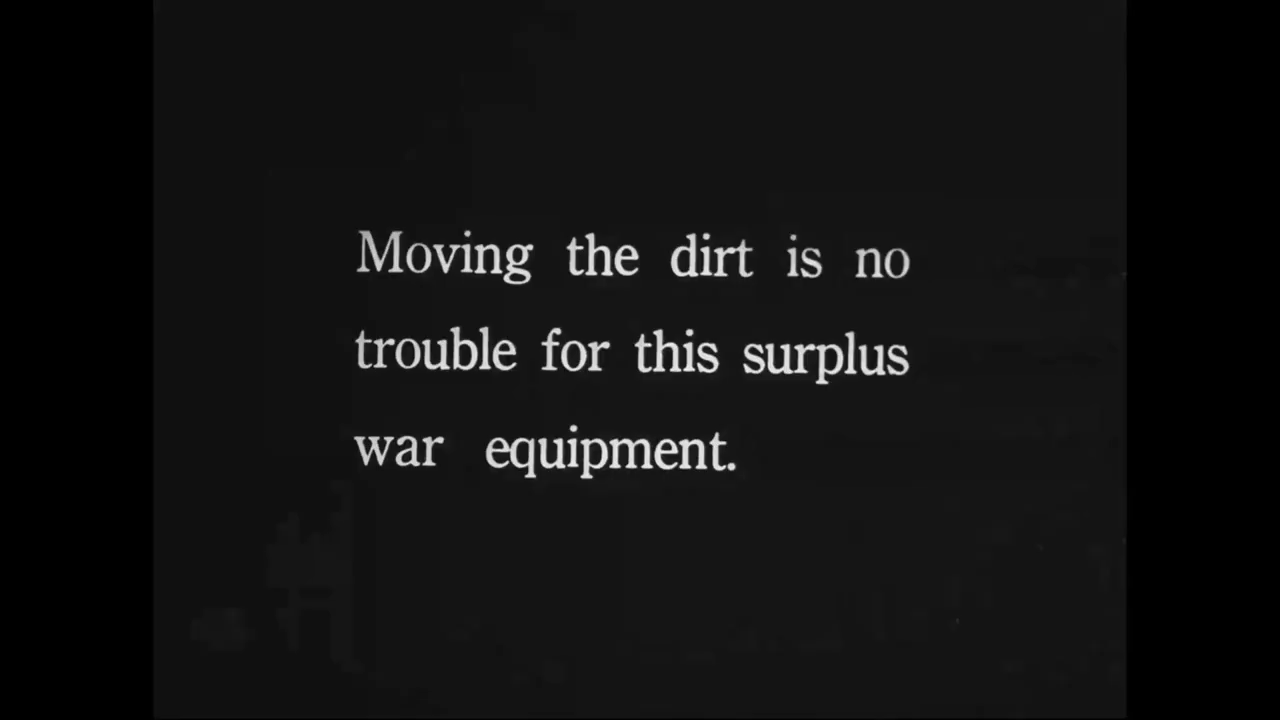 Moving the dirt is no
trouble for this surplus
war equipment.